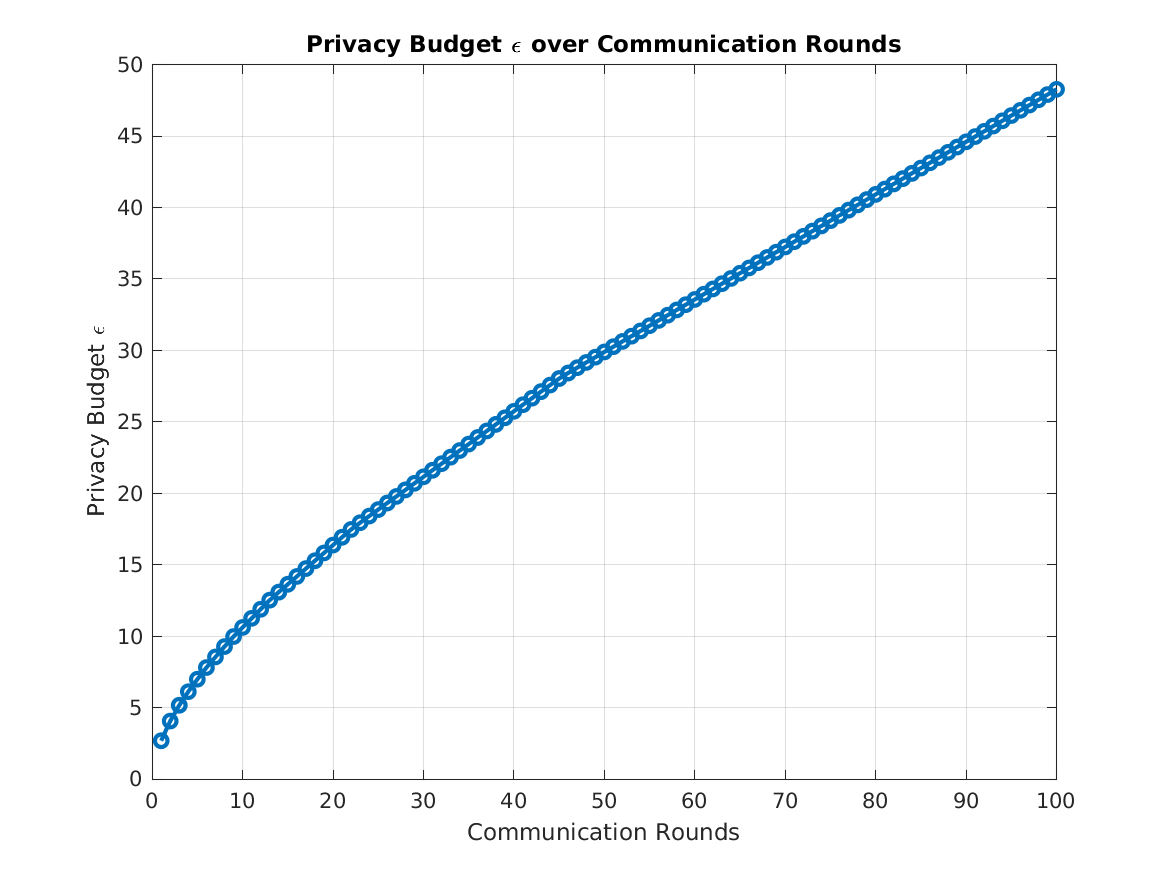 Privacy Budget ϵ over Communication Rounds
50
45
40
35
30
25
20
15
10
5
0
Privacy Budget ϵ
0 10 20 30 40 50 60 70 80 90 100
Communication Rounds